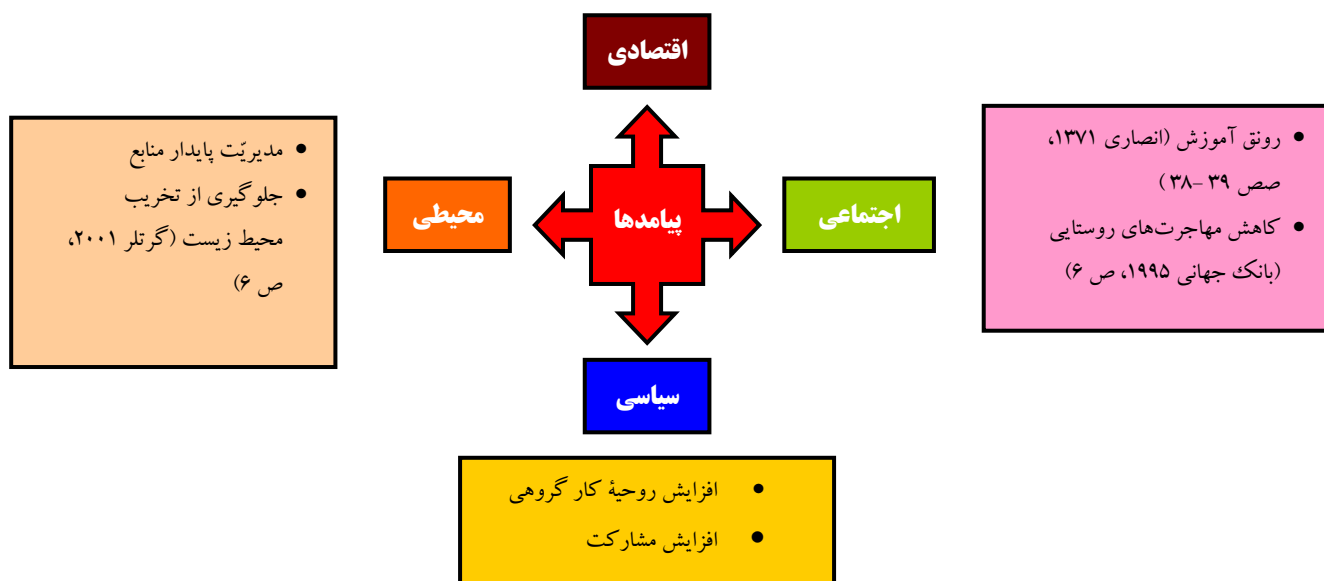 اقتصادی
• رونق آموزش (انصاری ۱۳۷۱،
صص ۳۹ –۳۸ )
• کاهش مهاجرت‌های روستایی
(بانک جهانی ۱۹۹۵، ص ۶)
اجتماعی
پیامدها
محیطی
• مدیریّت پایدار منابع
• جلوگیری از تخریب
محیط زیست (گرتلر ۲۰۰۱،
ص ۶)
سیاسی
• افزایش روحیۀ کار گروهی
• افزایش مشارکت